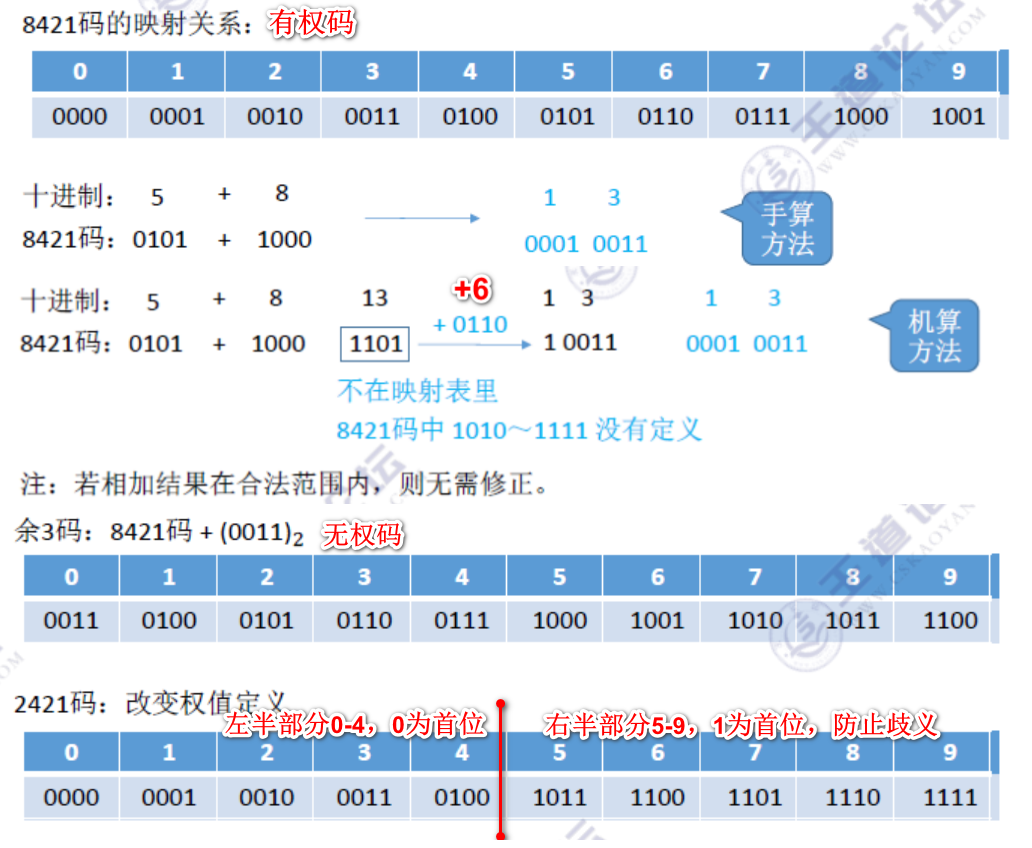 8421码的映射关系：有权码
0 1 2 3 4 5 6 7 8 9
0000 0001 0010 0011 0100 0101 0110 0111 1000 1001
十进制： 5 + 8 1 3
8421码：0101 + 1000 0001 0011
手算
方法
+6
十进制： 5 + 8 13 1 3 1 3
+ 0110
8421码：0101 + 1000 1101 1 0011 0001 0011
机算
方法
不在映射表里
8421码中 1010～1111 没有定义
注：若相加结果在合法范围内，则无需修正。
余3码：8421码 + (0011)₂ 无权码
0 1 2 3 4 5 6 7 8 9
0011 0100 0101 0110 0111 1000 1001 1010 1011 1100
2421码：改变权值定义
左半部分0-4，0为首位 右半部分5-9，1为首位，防止歧义
0 1 2 3 4 5 6 7 8 9
0000 0001 0010 0011 0100 1011 1100 1101 1110 1111
王道论坛
WWW.CSKAOYAN.COM